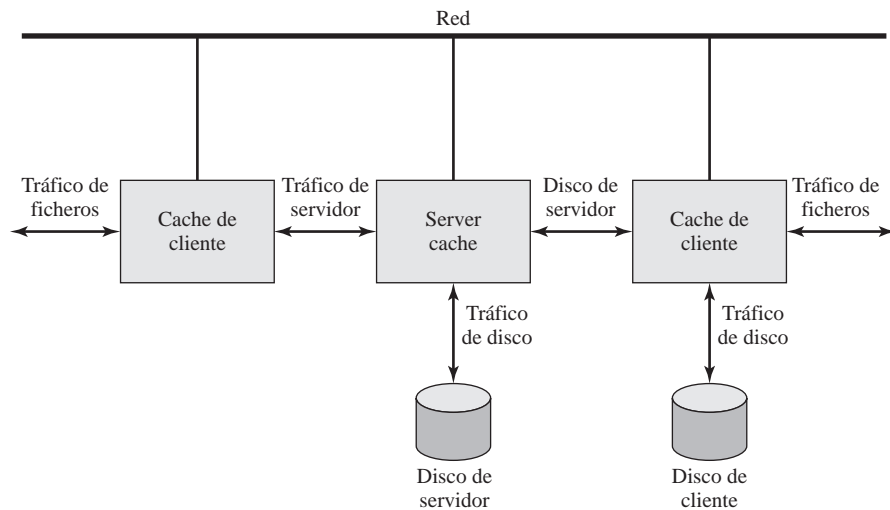 Red
Tráfico de
ficheros
Cache de
cliente
Tráfico de
servidor
Server
cache
Disco de
servidor
Cache de
cliente
Tráfico de
ficheros
Tráfico
de disco
Tráfico
de disco
Disco de
servidor
Disco de
cliente